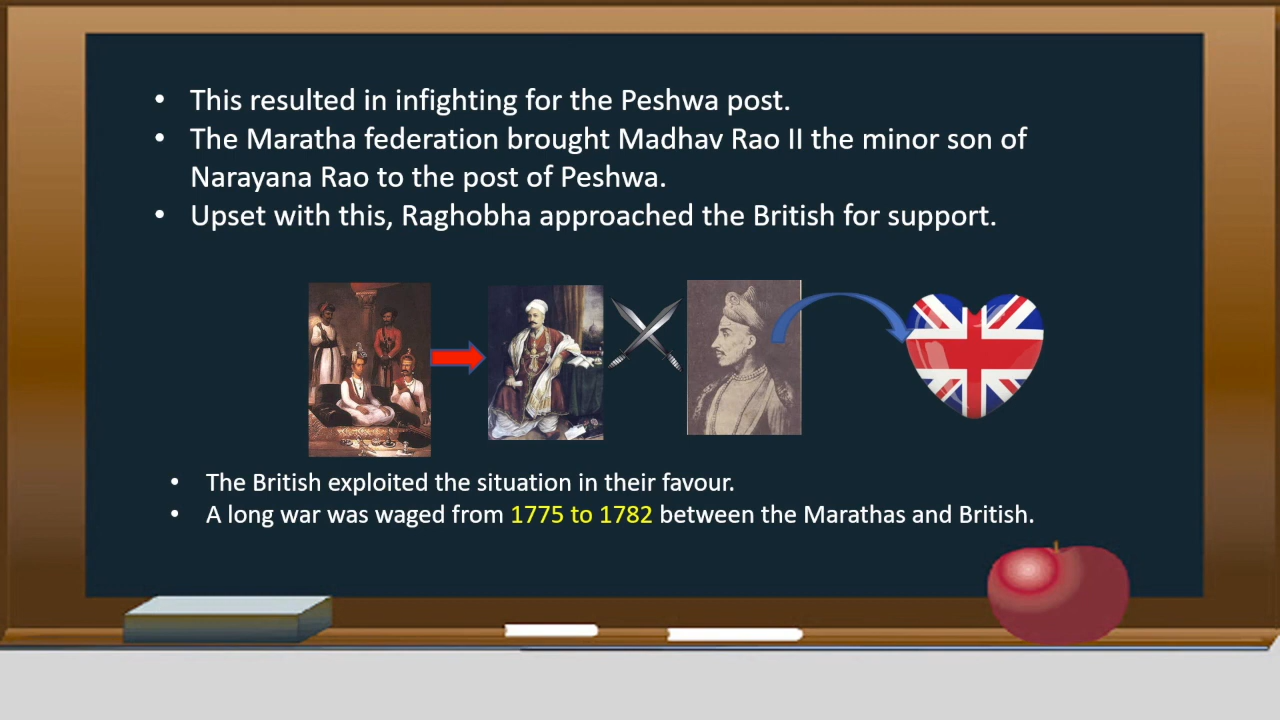 • This resulted in infighting for the Peshwa post.
• The Maratha federation brought Madhav Rao II the minor son of
Narayana Rao to the post of Peshwa.
• Upset with this, Raghobha approached the British for support.
• The British exploited the situation in their favour.
• A long war was waged from 1775 to 1782 between the Marathas and British.